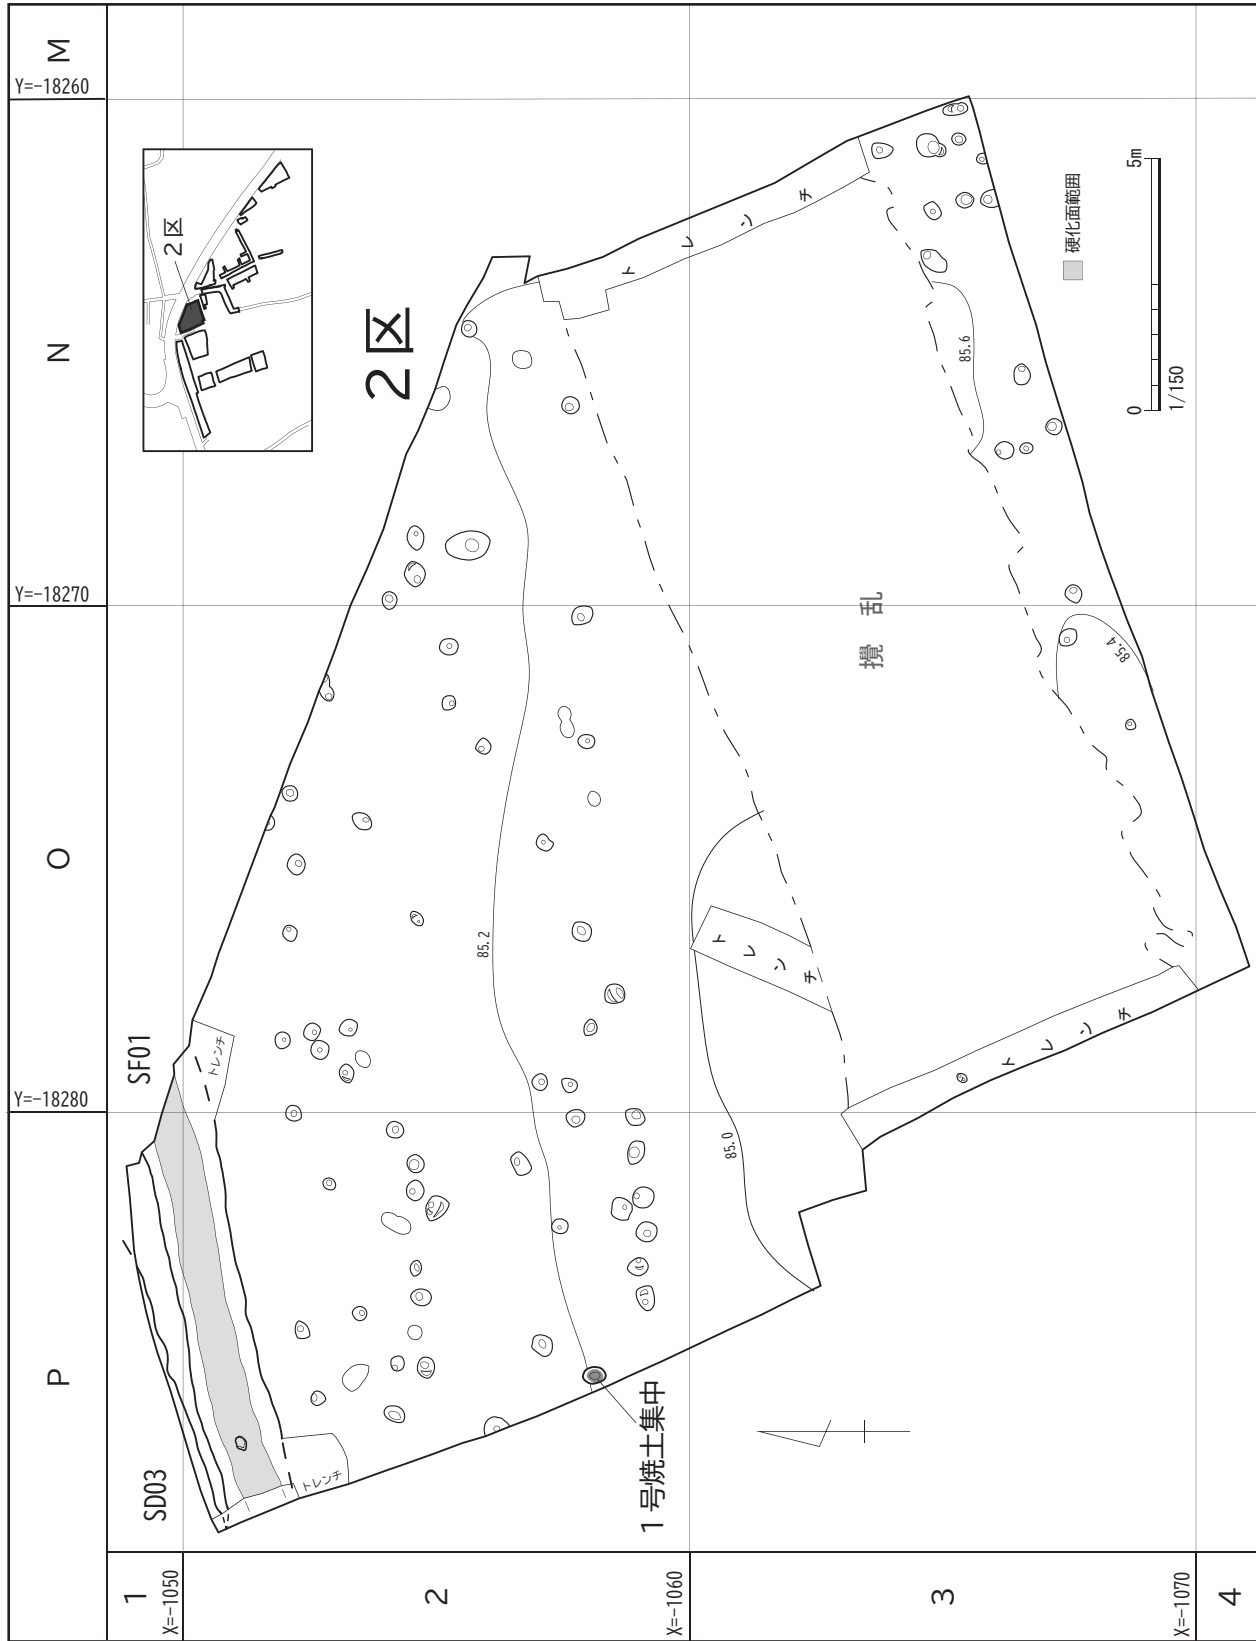 M
Y=-18260
N
Y=-18270
O
Y=-18280
P
1
X=-1050
2
X=-1060
3
X=-1070
4
2区
2区
SF01
SD03
トレンチ
トレンチ
トレンチ
トレンチ
トレンチ
攪乱
85.6
85.4
85.2
85.0
1号焼土集中
硬化面範囲
0
5m
1/150